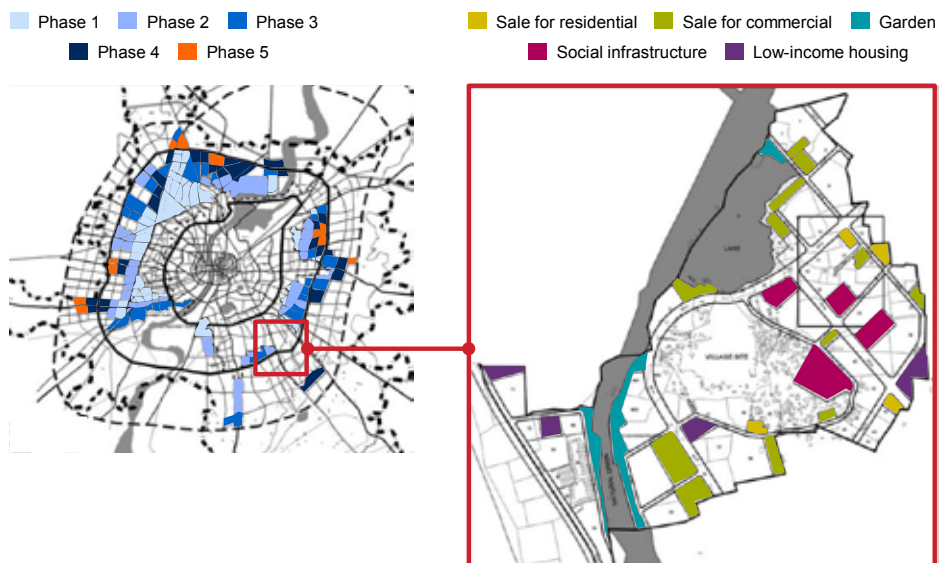 Phase 1 Phase 2 Phase 3
Phase 4 Phase 5
Sale for residential Sale for commercial Garden
Social infrastructure Low-income housing
LAKE
VILLAGE SITE